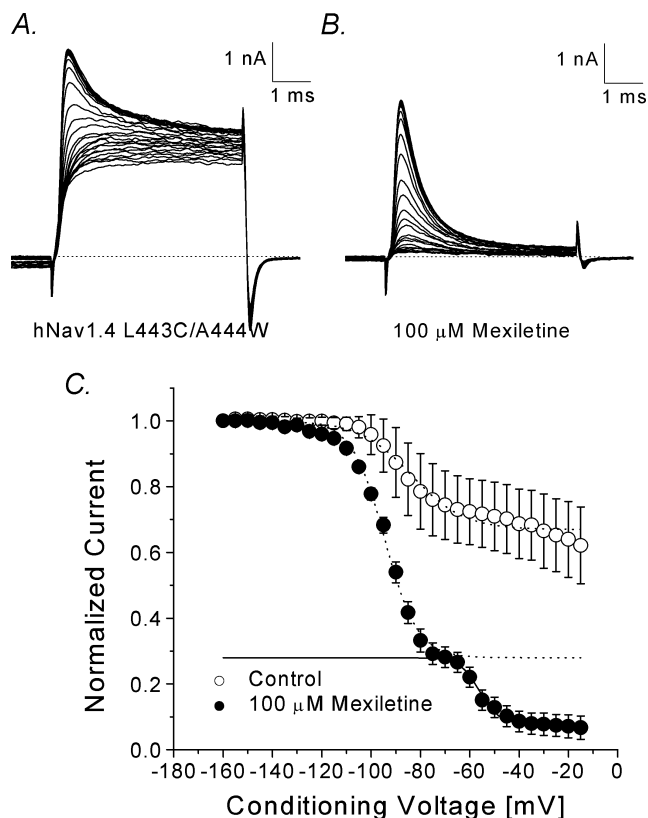 A.
1 nA
1 ms
B.
1 nA
1 ms
hNav1.4 L443C/A444W
100 μM Mexiletine
C.
Normalized Current
1.0
0.8
0.6
0.4
0.2
0.0
Control
100 μM Mexiletine
-180 -160 -140 -120 -100 -80 -60 -40 -20 0
Conditioning Voltage [mV]